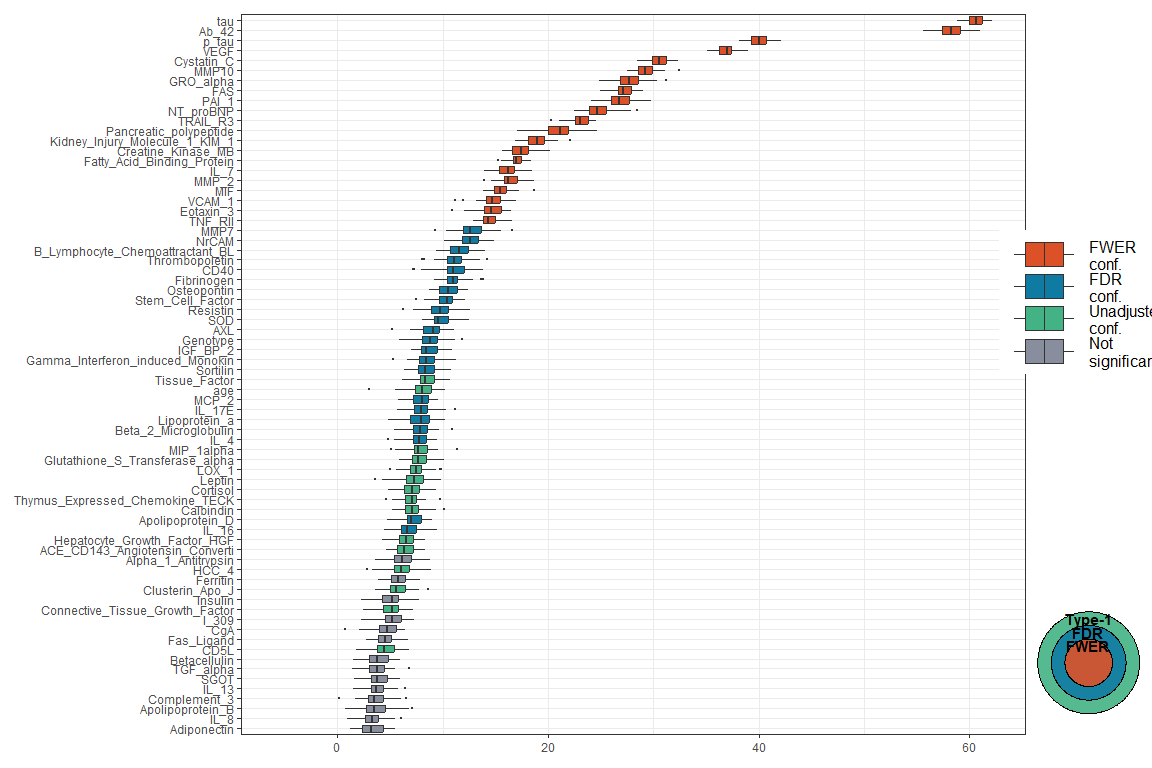 tau
Ab_42
p_tau
VEGF
Cystatin_C
MMP10
GRO_alpha
FAS
PAI_1
NT_proBNP
TRAIL_R3
Pancreatic_polypeptide
Kidney_Injury_Molecule_1_KIM_1
Creatine_Kinase_MB
Fatty_Acid_Binding_Protein
IL_7
MMP_2
MIF
VCAM_1
Eotaxin_3
TNF_RII
MMP7
NrCAM
B_Lymphocyte_Chemoattractant_BL
Thrombopoietin
CD40
Fibrinogen
Osteopontin
Stem_Cell_Factor
Resistin
SOD
AXL
Genotype
IGF_BP_2
Gamma_Interferon_induced_Monokin
Sortilin
Tissue_Factor
age
MCP_2
IL_17E
Lipoprotein_a
Beta_2_Microglobulin
IL_4
MIP_1alpha
Glutathione_S_Transferase_alpha
LOX_1
Leptin
Cortisol
Thymus_Expressed_Chemokine_TECK
Calbindin
Apolipoprotein_D
IL_16
Hepatocyte_Growth_Factor_HGF
ACE_CD143_Angiotensin_Converti
Alpha_1_Antitrypsin
HCC_4
Ferritin
Clusterin_Apo_J
Insulin
Connective_Tissue_Growth_Factor
I_309
CgA
Fas_Ligand
CD5L
Betacellulin
TGF_alpha
SGOT
IL_13
Complement_3
Apolipoprotein_B
IL_8
Adiponectin
0 20 40 60
FWER
conf.
FDR
conf.
Unadjuste
conf.
Not
significan
Type-1
FDR
FWER